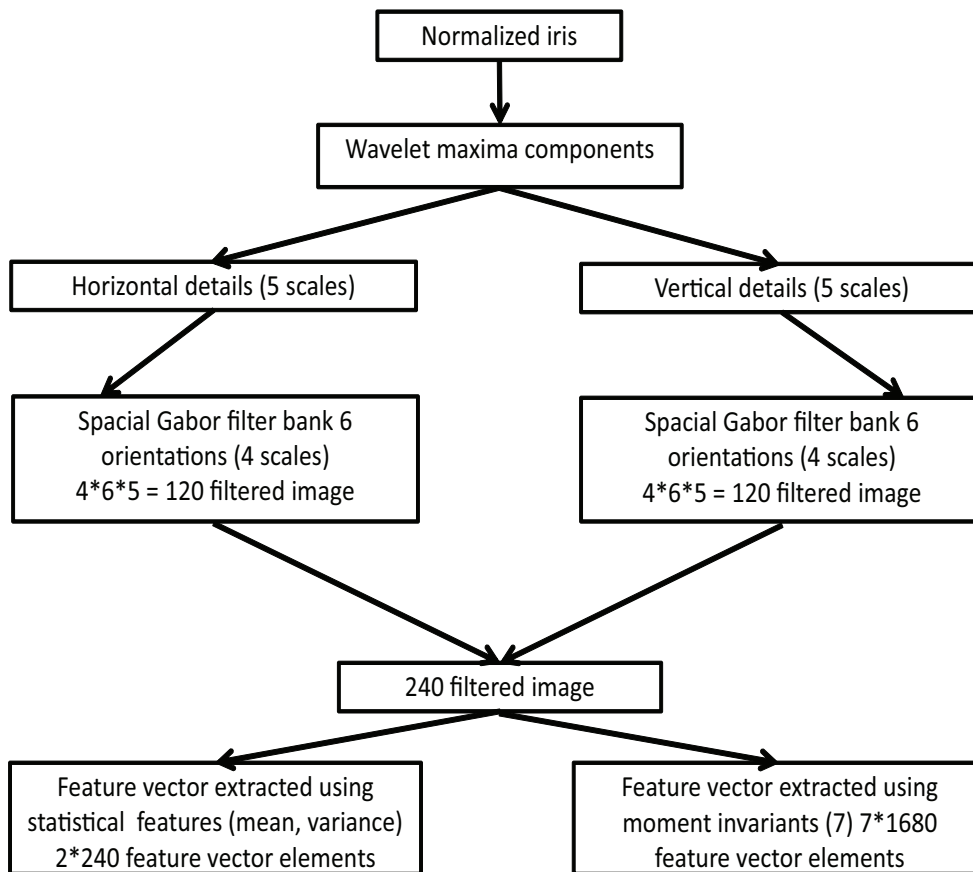 Normalized iris
Wavelet maxima components
Horizontal details (5 scales)
Vertical details (5 scales)
Spacial Gabor filter bank 6
orientations (4 scales)
4*6*5 = 120 filtered image
Spacial Gabor filter bank 6
orientations (4 scales)
4*6*5 = 120 filtered image
240 filtered image
Feature vector extracted using
statistical features (mean, variance)
2*240 feature vector elements
Feature vector extracted using
moment invariants (7) 7*1680
feature vector elements